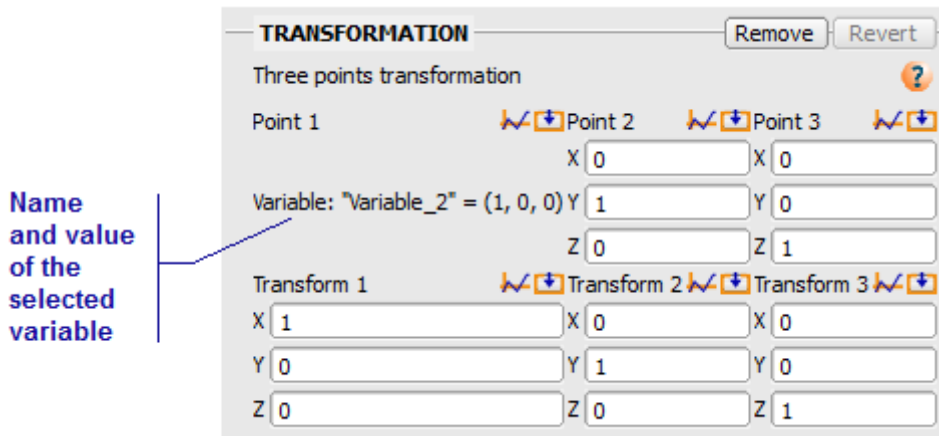 TRANSFORMATION Remove Revert
Three points transformation ?
Point 1 Point 2 Point 3
X 0 X 0
Variable: "Variable_2" = (1, 0, 0) Y 1 Y 0
Z 0 Z 1
Name
and value
of the
selected
variable
Transform 1 Transform 2 Transform 3
X 1 X 0 X 0
Y 0 Y 1 Y 0
Z 0 Z 0 Z 1